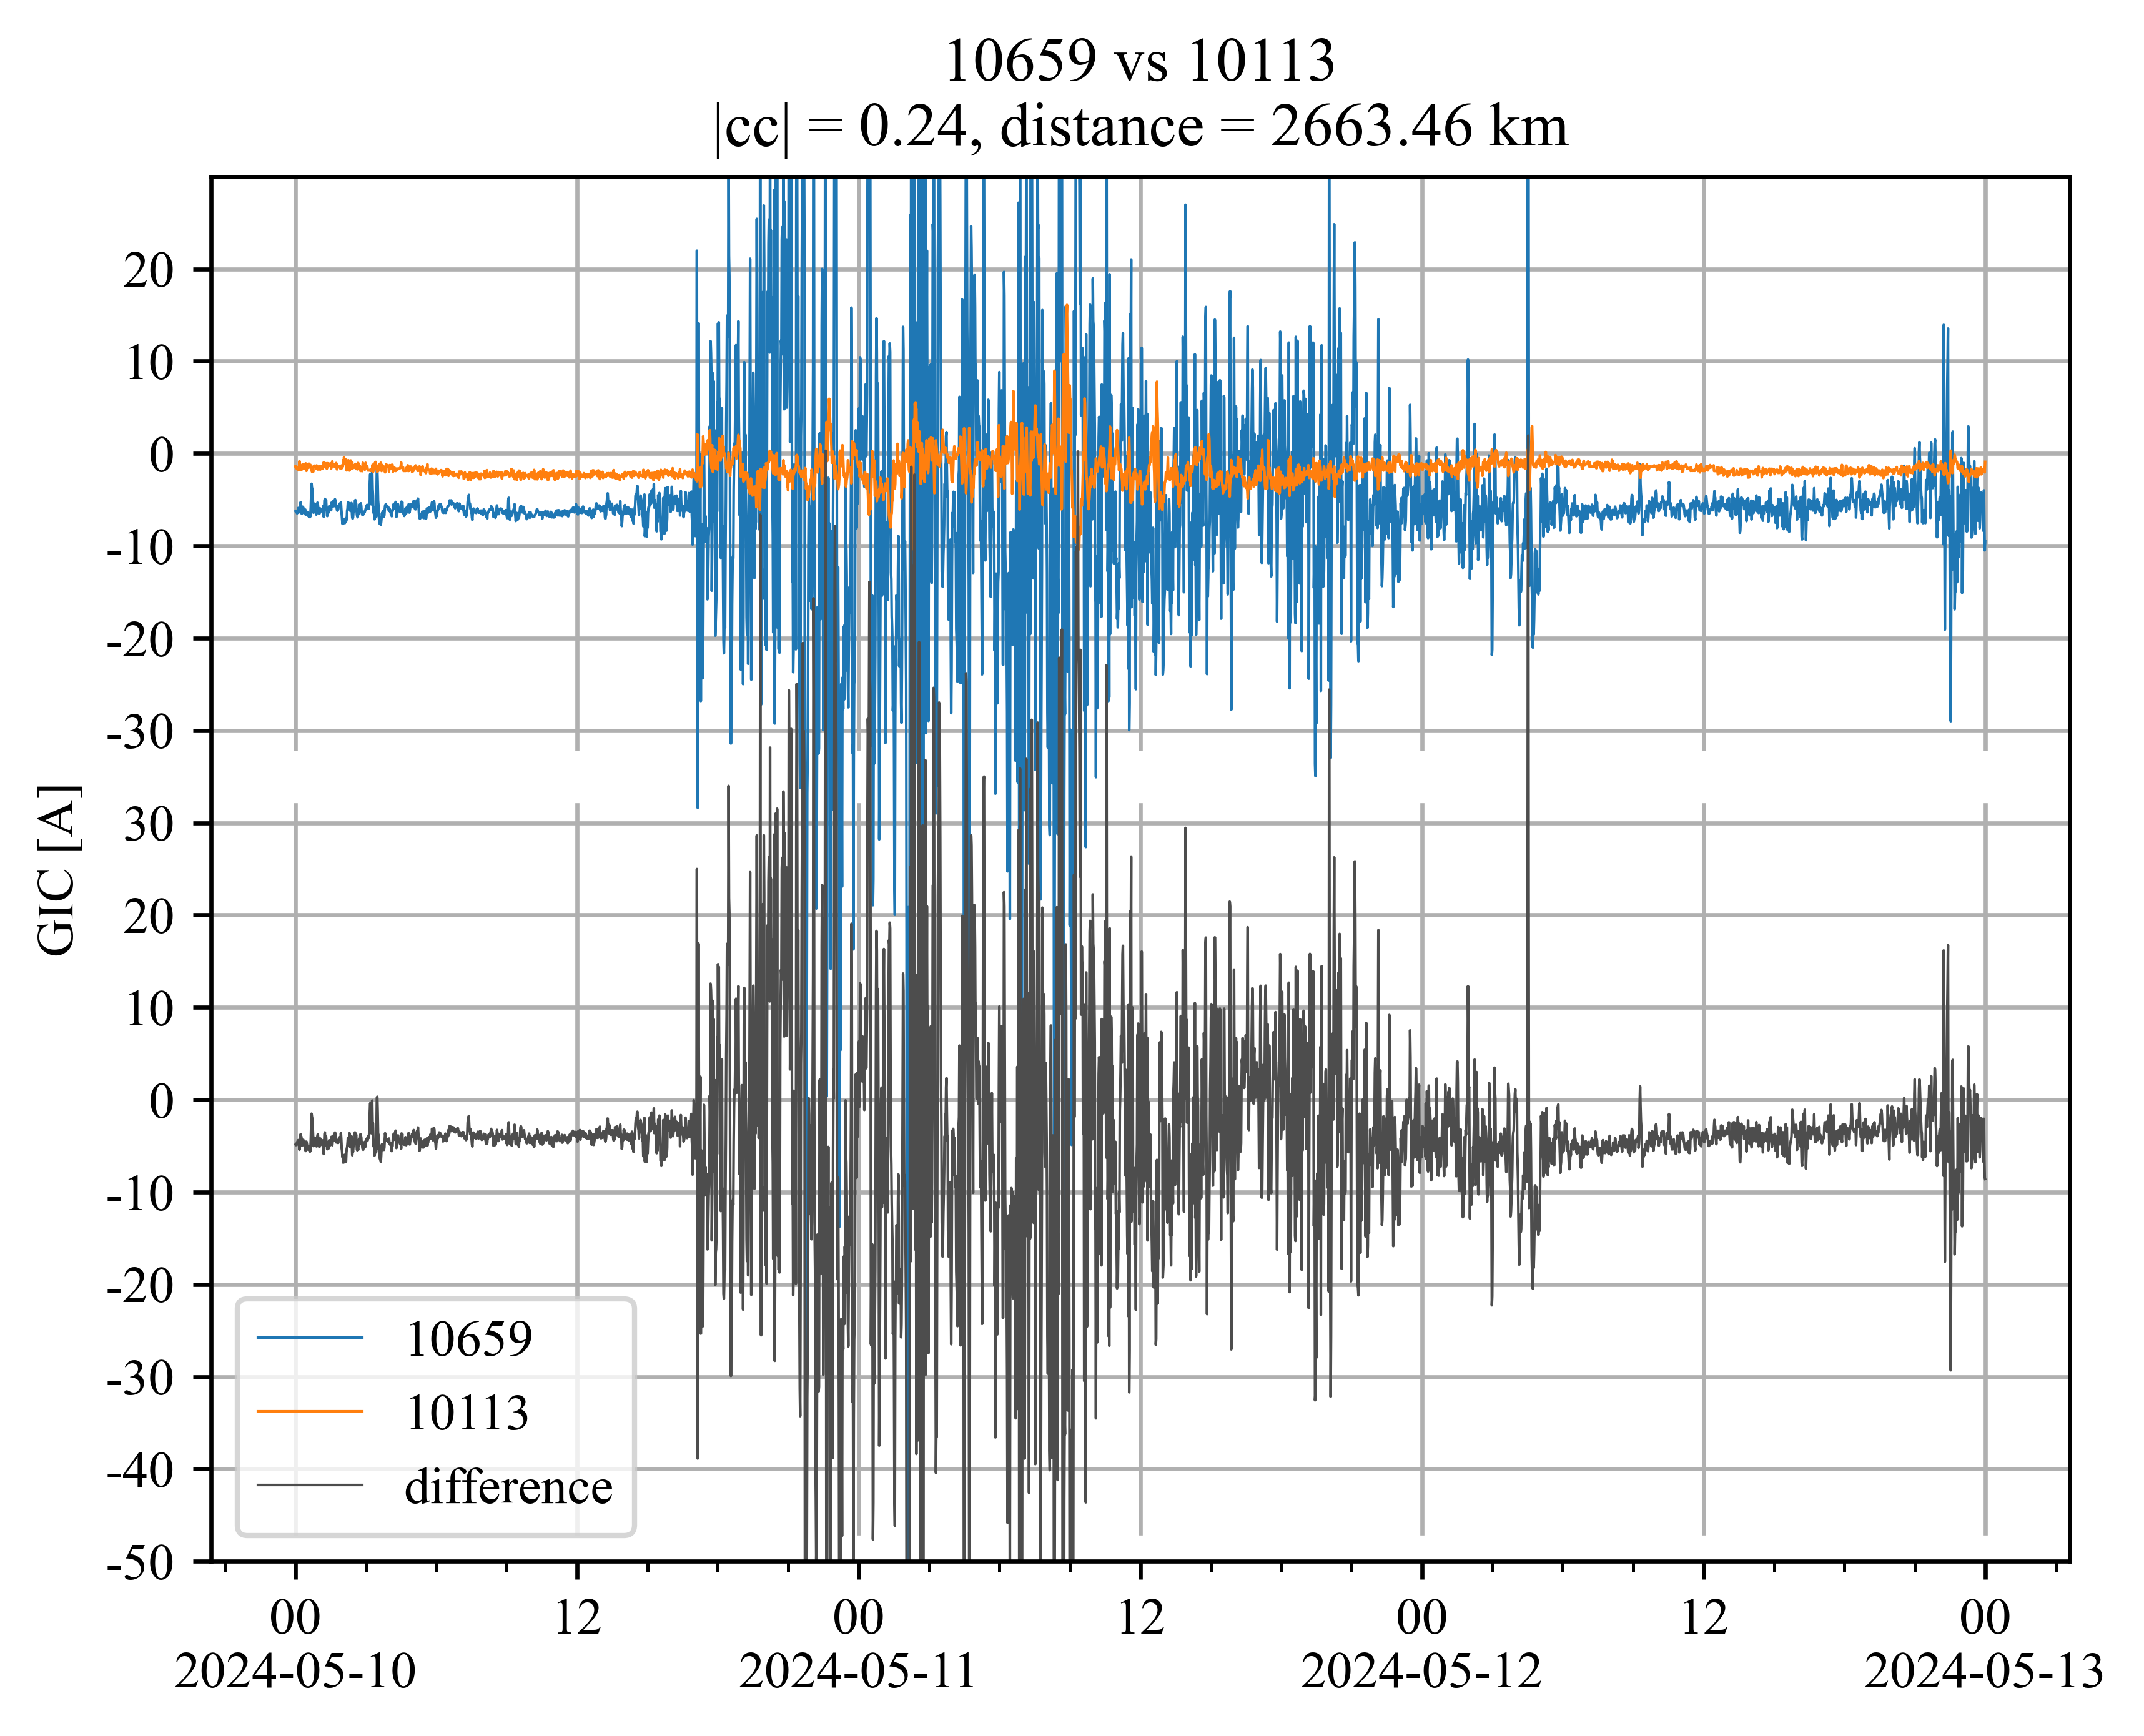 10659 vs 10113
|cc| = 0.24, distance = 2663.46 km
GIC [A]
20
10
0
-10
-20
-30
30
20
10
0
-10
-20
-30
-40
-50
10659
10113
difference
00 12 00 12 00 12 00
2024-05-10 2024-05-11 2024-05-12 2024-05-13